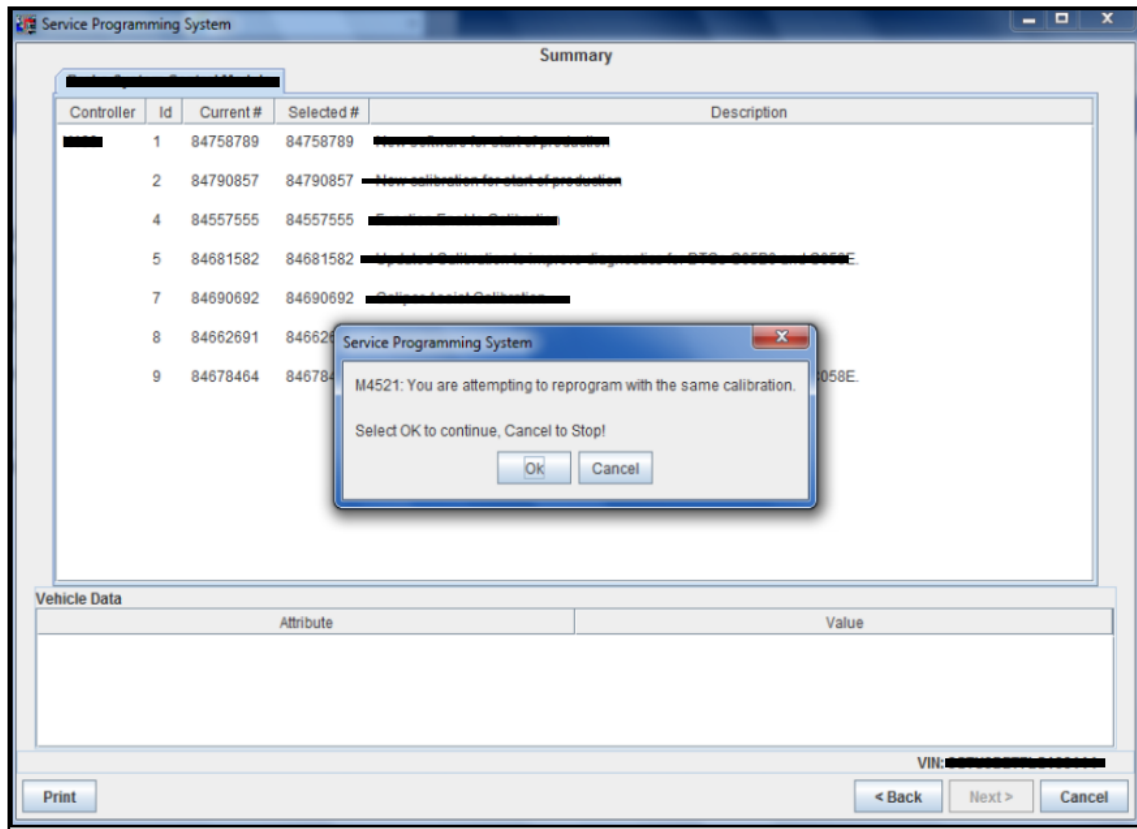 Service Programming System
Summary
Controller Id Current # Selected # Description
1 84758789 84758789
2 84790857 84790857
4 84557555 84557555
5 84681582 84681582 E.
7 84690692 84690692
8 84662691 84662
9 84678464 84678 058E.
Service Programming System
M4521: You are attempting to reprogram with the same calibration.
Select OK to continue, Cancel to Stop!
Ok Cancel
Vehicle Data
Attribute Value
VIN:
Print < Back Next > Cancel